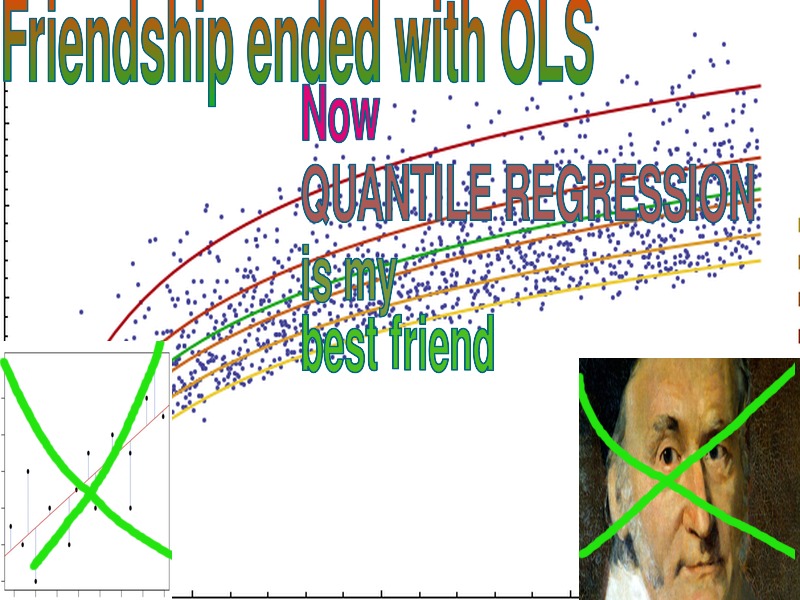 Friendship ended with OLS
Now
QUANTILE REGRESSION
is my
best friend